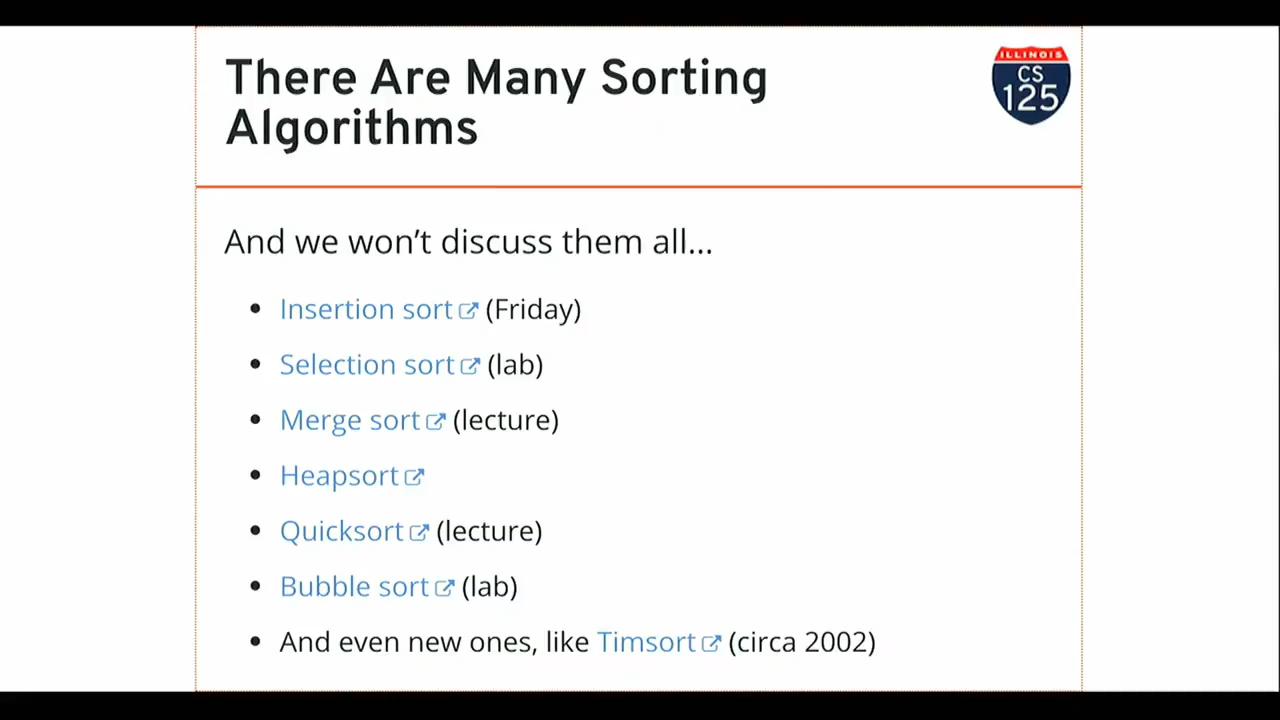 There Are Many Sorting
Algorithms
ILLINOIS
CS
125
And we won’t discuss them all...
• Insertion sort (Friday)
• Selection sort (lab)
• Merge sort (lecture)
• Heapsort
• Quicksort (lecture)
• Bubble sort (lab)
• And even new ones, like Timsort (circa 2002)